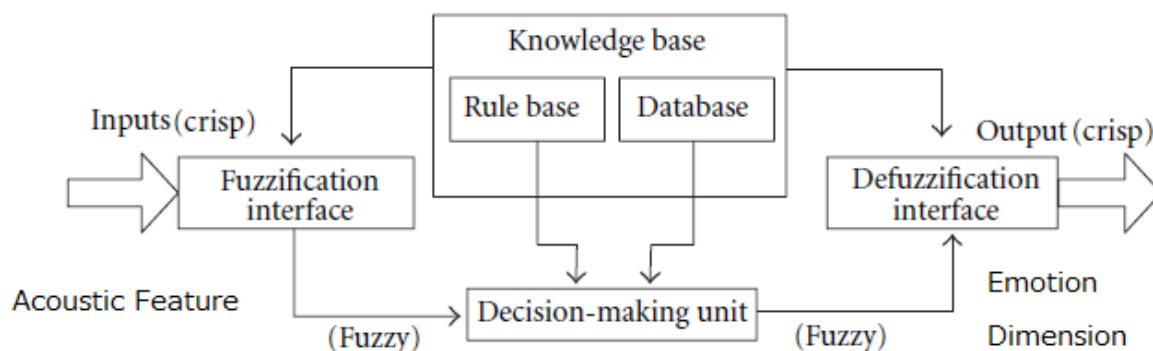 Knowledge base
Rule base
Database
Inputs (crisp)
Output (crisp)
Fuzzification
interface
Defuzzification
interface
Acoustic Feature
Decision-making unit
(Fuzzy)
(Fuzzy)
Emotion
Dimension